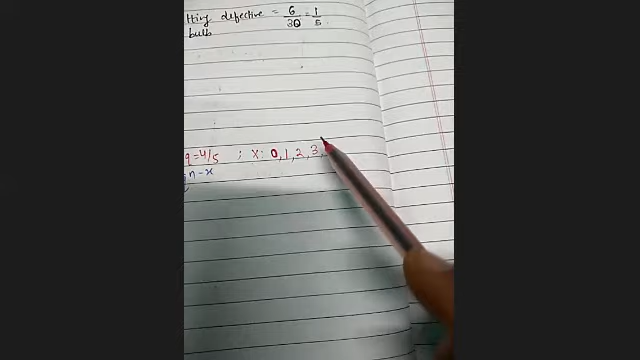 tting defective = 6/30 = 1/5
bulb
q=4/5 ; X: 0,1,2,3,
n-x